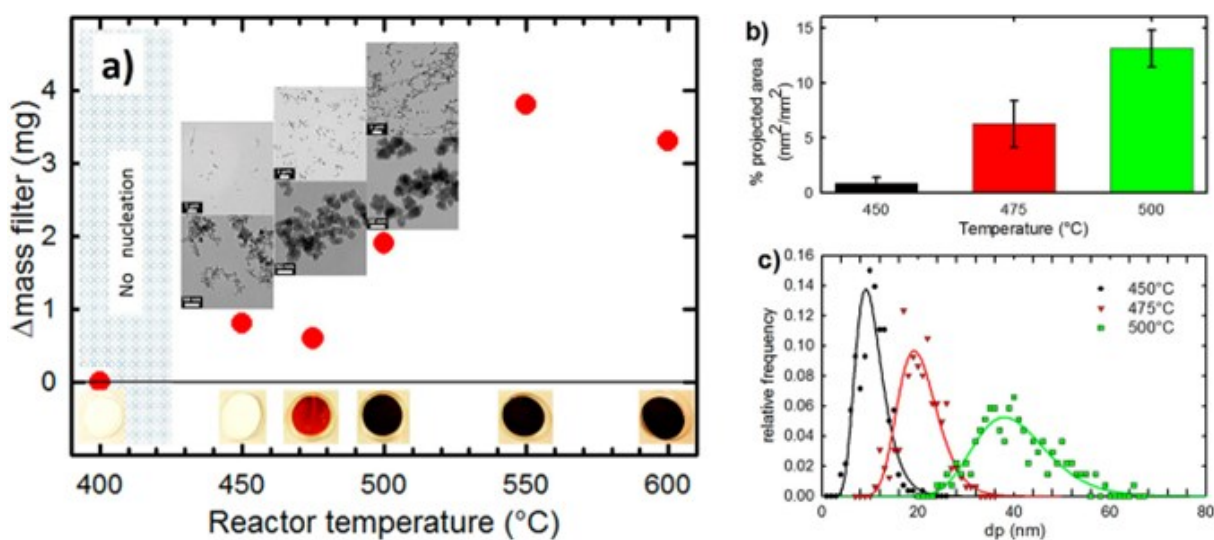 a)
Δmass filter (mg)
4
3
2
1
0
No nucleation
400
450
500
550
600
Reactor temperature (°C)
b)
% projected area
(nm²/nm²)
15
10
5
0
450
475
500
Temperature (°C)
c)
relative frequency
0.16
0.14
0.12
0.10
0.08
0.06
0.04
0.02
0.00
450°C
475°C
500°C
0
20
40
60
80
dp (nm)